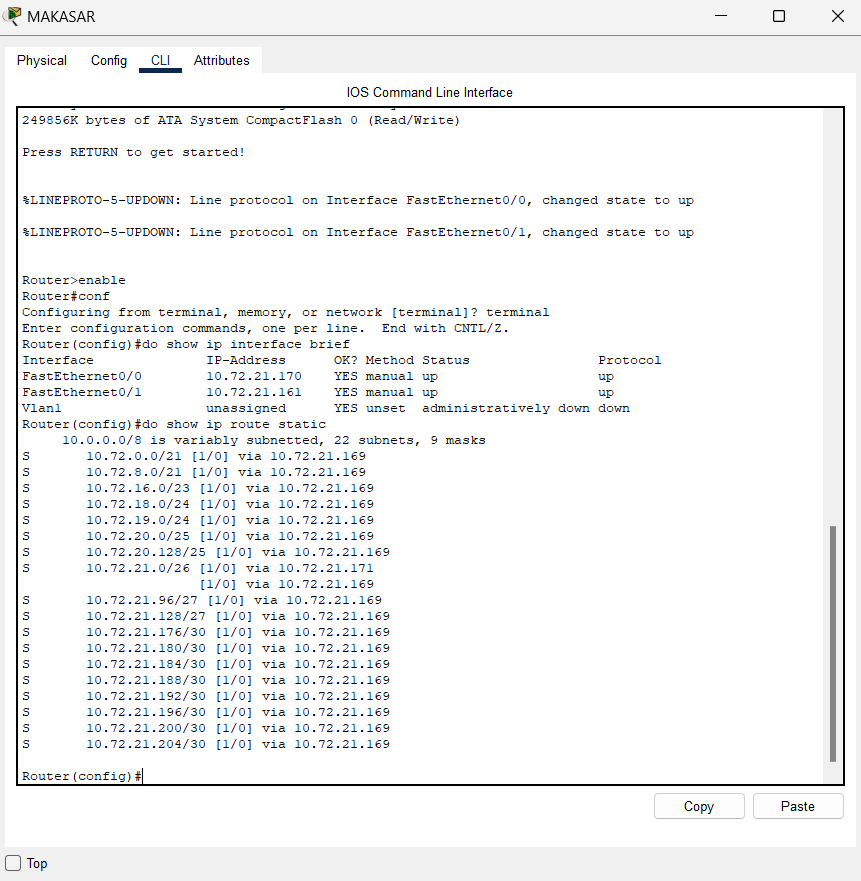 MAKASAR
Physical Config CLI Attributes
IOS Command Line Interface
249856K bytes of ATA System CompactFlash 0 (Read/Write)
Press RETURN to get started!
%LINEPROTO-5-UPDOWN: Line protocol on Interface FastEthernet0/0, changed state to up
%LINEPROTO-5-UPDOWN: Line protocol on Interface FastEthernet0/1, changed state to up
Router>enable
Router#conf
Configuring from terminal, memory, or network [terminal]? terminal
Enter configuration commands, one per line.  End with CNTL/Z.
Router(config)#do show ip interface brief
Interface              IP-Address      OK? Method Status                Protocol
FastEthernet0/0        10.72.21.170    YES manual up                    up
FastEthernet0/1        10.72.21.161    YES manual up                    up
Vlan1                  unassigned      YES unset  administratively down down
Router(config)#do show ip route static
     10.0.0.0/8 is variably subnetted, 22 subnets, 9 masks
S       10.72.0.0/21 [1/0] via 10.72.21.169
S       10.72.8.0/21 [1/0] via 10.72.21.169
S       10.72.16.0/23 [1/0] via 10.72.21.169
S       10.72.18.0/24 [1/0] via 10.72.21.169
S       10.72.19.0/24 [1/0] via 10.72.21.169
S       10.72.20.0/25 [1/0] via 10.72.21.169
S       10.72.20.128/25 [1/0] via 10.72.21.169
S       10.72.21.0/26 [1/0] via 10.72.21.171
                      [1/0] via 10.72.21.169
S       10.72.21.96/27 [1/0] via 10.72.21.169
S       10.72.21.128/27 [1/0] via 10.72.21.169
S       10.72.21.176/30 [1/0] via 10.72.21.169
S       10.72.21.180/30 [1/0] via 10.72.21.169
S       10.72.21.184/30 [1/0] via 10.72.21.169
S       10.72.21.188/30 [1/0] via 10.72.21.169
S       10.72.21.192/30 [1/0] via 10.72.21.169
S       10.72.21.196/30 [1/0] via 10.72.21.169
S       10.72.21.200/30 [1/0] via 10.72.21.169
S       10.72.21.204/30 [1/0] via 10.72.21.169
Router(config)#
Copy Paste
Top